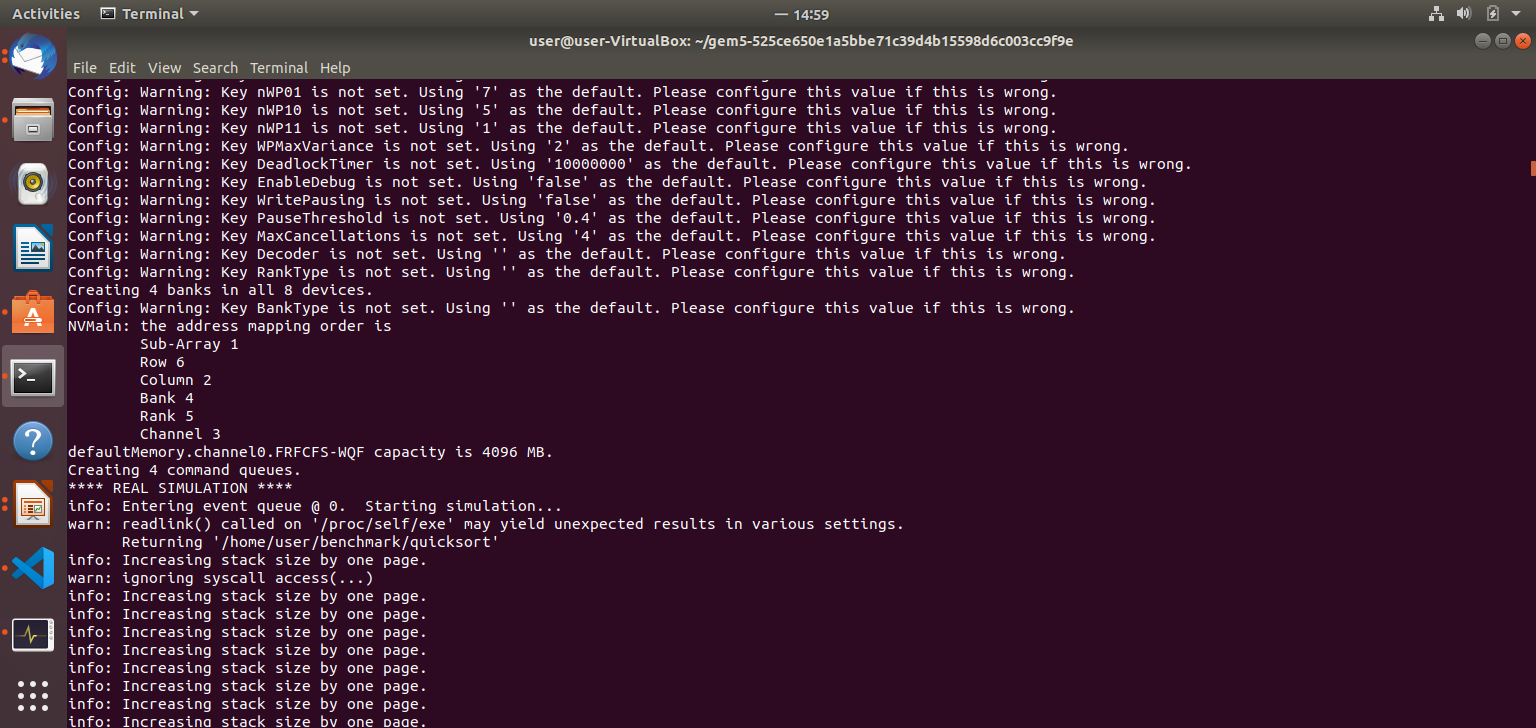 Activities Terminal 14:59
user@user-VirtualBox: ~/gem5-525ce650e1a5bbe71c39d4b15598d6c003cc9f9e
File Edit View Search Terminal Help
Config: Warning: Key nWP01 is not set. Using '7' as the default. Please configure this value if this is wrong.
Config: Warning: Key nWP10 is not set. Using '5' as the default. Please configure this value if this is wrong.
Config: Warning: Key nWP11 is not set. Using '1' as the default. Please configure this value if this is wrong.
Config: Warning: Key WPMaxVariance is not set. Using '2' as the default. Please configure this value if this is wrong.
Config: Warning: Key DeadlockTimer is not set. Using '10000000' as the default. Please configure this value if this is wrong.
Config: Warning: Key EnableDebug is not set. Using 'false' as the default. Please configure this value if this is wrong.
Config: Warning: Key WritePausing is not set. Using 'false' as the default. Please configure this value if this is wrong.
Config: Warning: Key PauseThreshold is not set. Using '0.4' as the default. Please configure this value if this is wrong.
Config: Warning: Key MaxCancellations is not set. Using '4' as the default. Please configure this value if this is wrong.
Config: Warning: Key Decoder is not set. Using '' as the default. Please configure this value if this is wrong.
Config: Warning: Key RankType is not set. Using '' as the default. Please configure this value if this is wrong.
Creating 4 banks in all 8 devices.
Config: Warning: Key BankType is not set. Using '' as the default. Please configure this value if this is wrong.
NVMain: the address mapping order is
Sub-Array 1
Row 6
Column 2
Bank 4
Rank 5
Channel 3
defaultMemory.channel0.FRFCFS-WQF capacity is 4096 MB.
Creating 4 command queues.
**** REAL SIMULATION ****
info: Entering event queue @ 0.  Starting simulation...
warn: readlink() called on '/proc/self/exe' may yield unexpected results in various settings.
Returning '/home/user/benchmark/quicksort'
info: Increasing stack size by one page.
warn: ignoring syscall access(...)
info: Increasing stack size by one page.
info: Increasing stack size by one page.
info: Increasing stack size by one page.
info: Increasing stack size by one page.
info: Increasing stack size by one page.
info: Increasing stack size by one page.
info: Increasing stack size by one page.
info: Increasing stack size by one page.